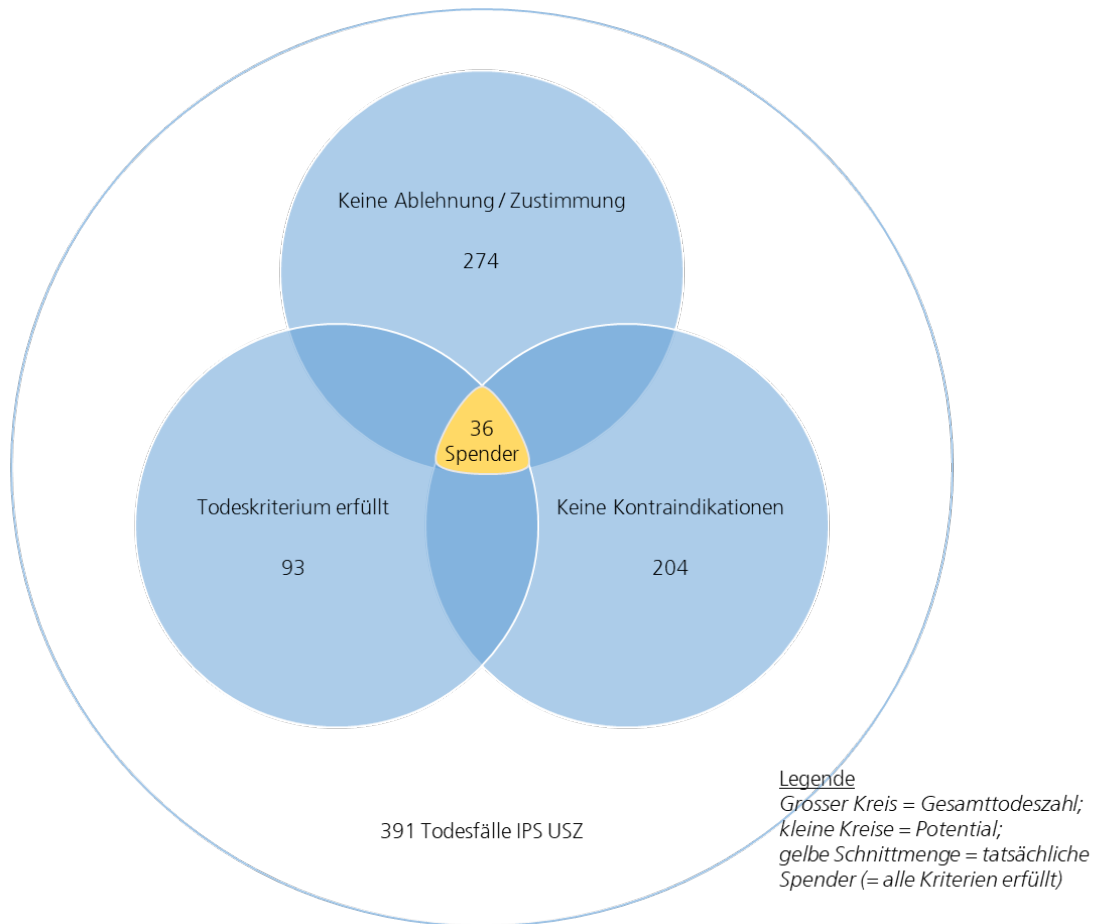 Keine Ablehnung / Zustimmung
274
36
Spender
Todeskriterium erfüllt
93
Keine Kontraindikationen
204
391 Todesfälle IPS USZ
Legende
Grosser Kreis = Gesamttodeszahl;
kleine Kreise = Potential;
gelbe Schnittmenge = tatsächliche
Spender (= alle Kriterien erfüllt)